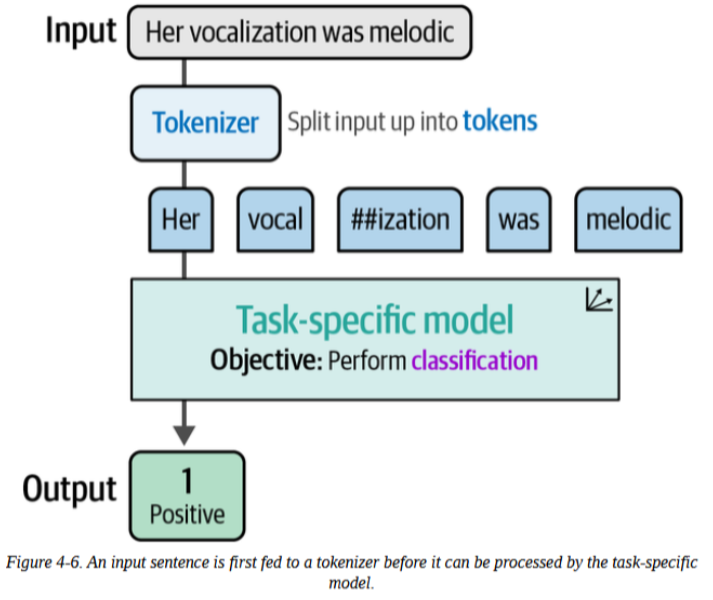 Input
Her vocalization was melodic
Tokenizer
Split input up into tokens
Her
vocal
##ization
was
melodic
Task-specific model
Objective: Perform classification
Output
1
Positive
Figure 4-6. An input sentence is first fed to a tokenizer before it can be processed by the task-specific
model.